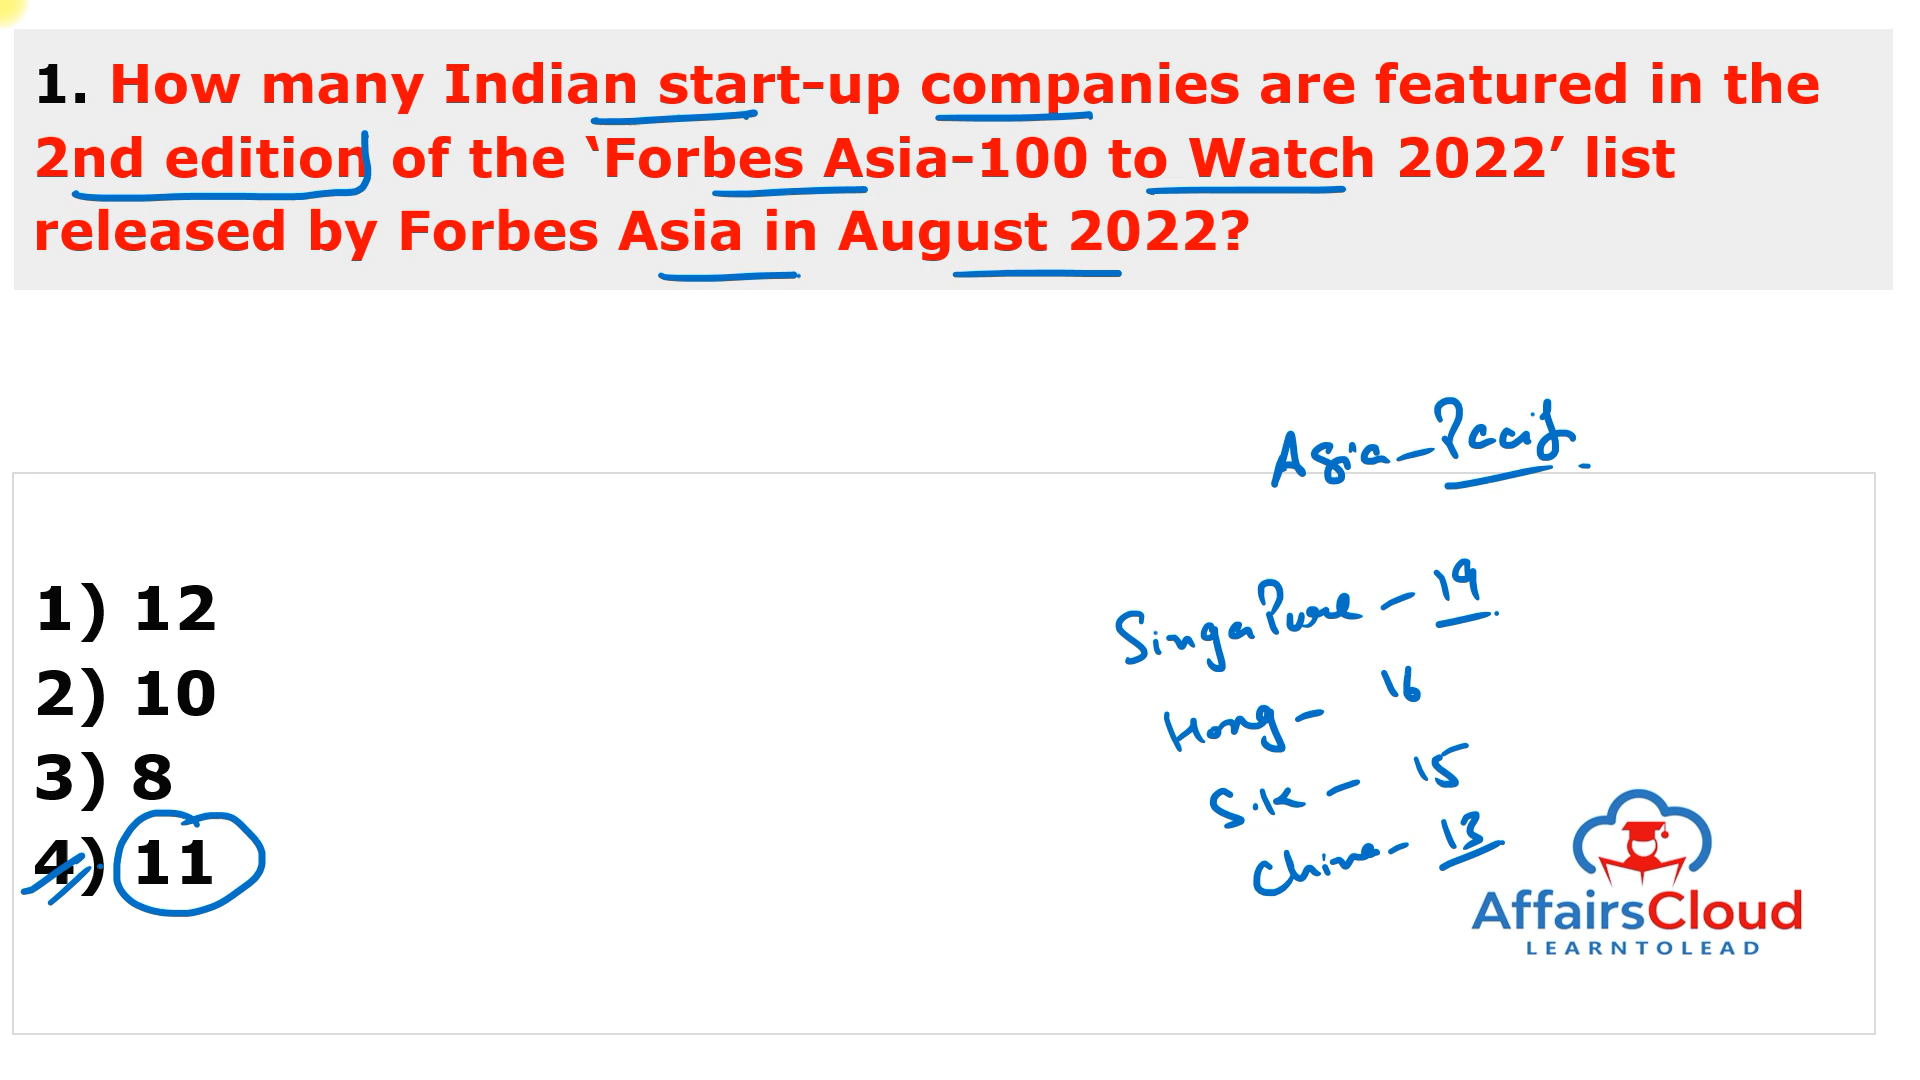 1. How many Indian start-up companies are featured in the
2nd edition of the ‘Forbes Asia-100 to Watch 2022’ list
released by Forbes Asia in August 2022?
Asia-Pacif
1) 12
2) 10
3) 8
4) 11
Singapure - 19
Hong - 16
S.K - 15
China - 13
AffairsCloud
LEARNTOLEAD